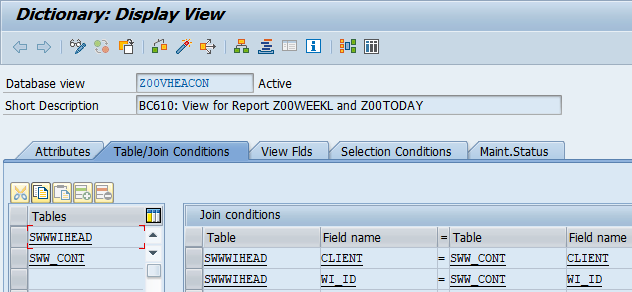 Dictionary: Display View
Database view Z00VHEACON Active
Short Description BC610: View for Report Z00WEEKL and Z00TODAY
Attributes Table/Join Conditions View Flds Selection Conditions Maint.Status
Tables
SWWWIHEAD
SWW_CONT
Join conditions
Table Field name = Table Field name
SWWWIHEAD CLIENT = SWW_CONT CLIENT
SWWWIHEAD WI_ID = SWW_CONT WI_ID